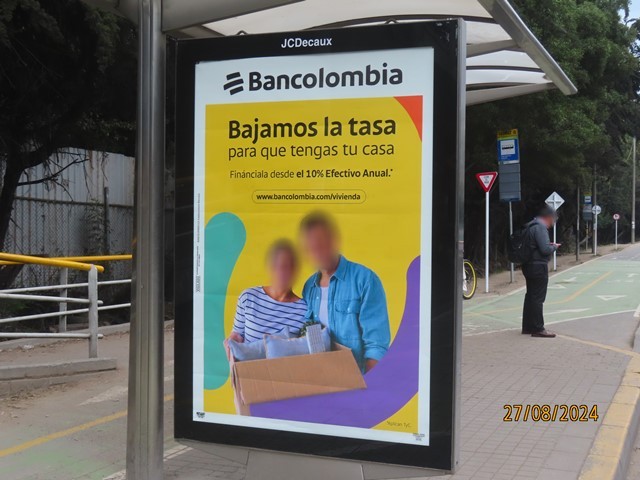 JCDecaux
Bancolombia
Bajamos la tasa
para que tengas tu casa
Fináncíala desde el 10% Efectivo Anual.*
www.bancolombia.com/vivienda
27/08/2024